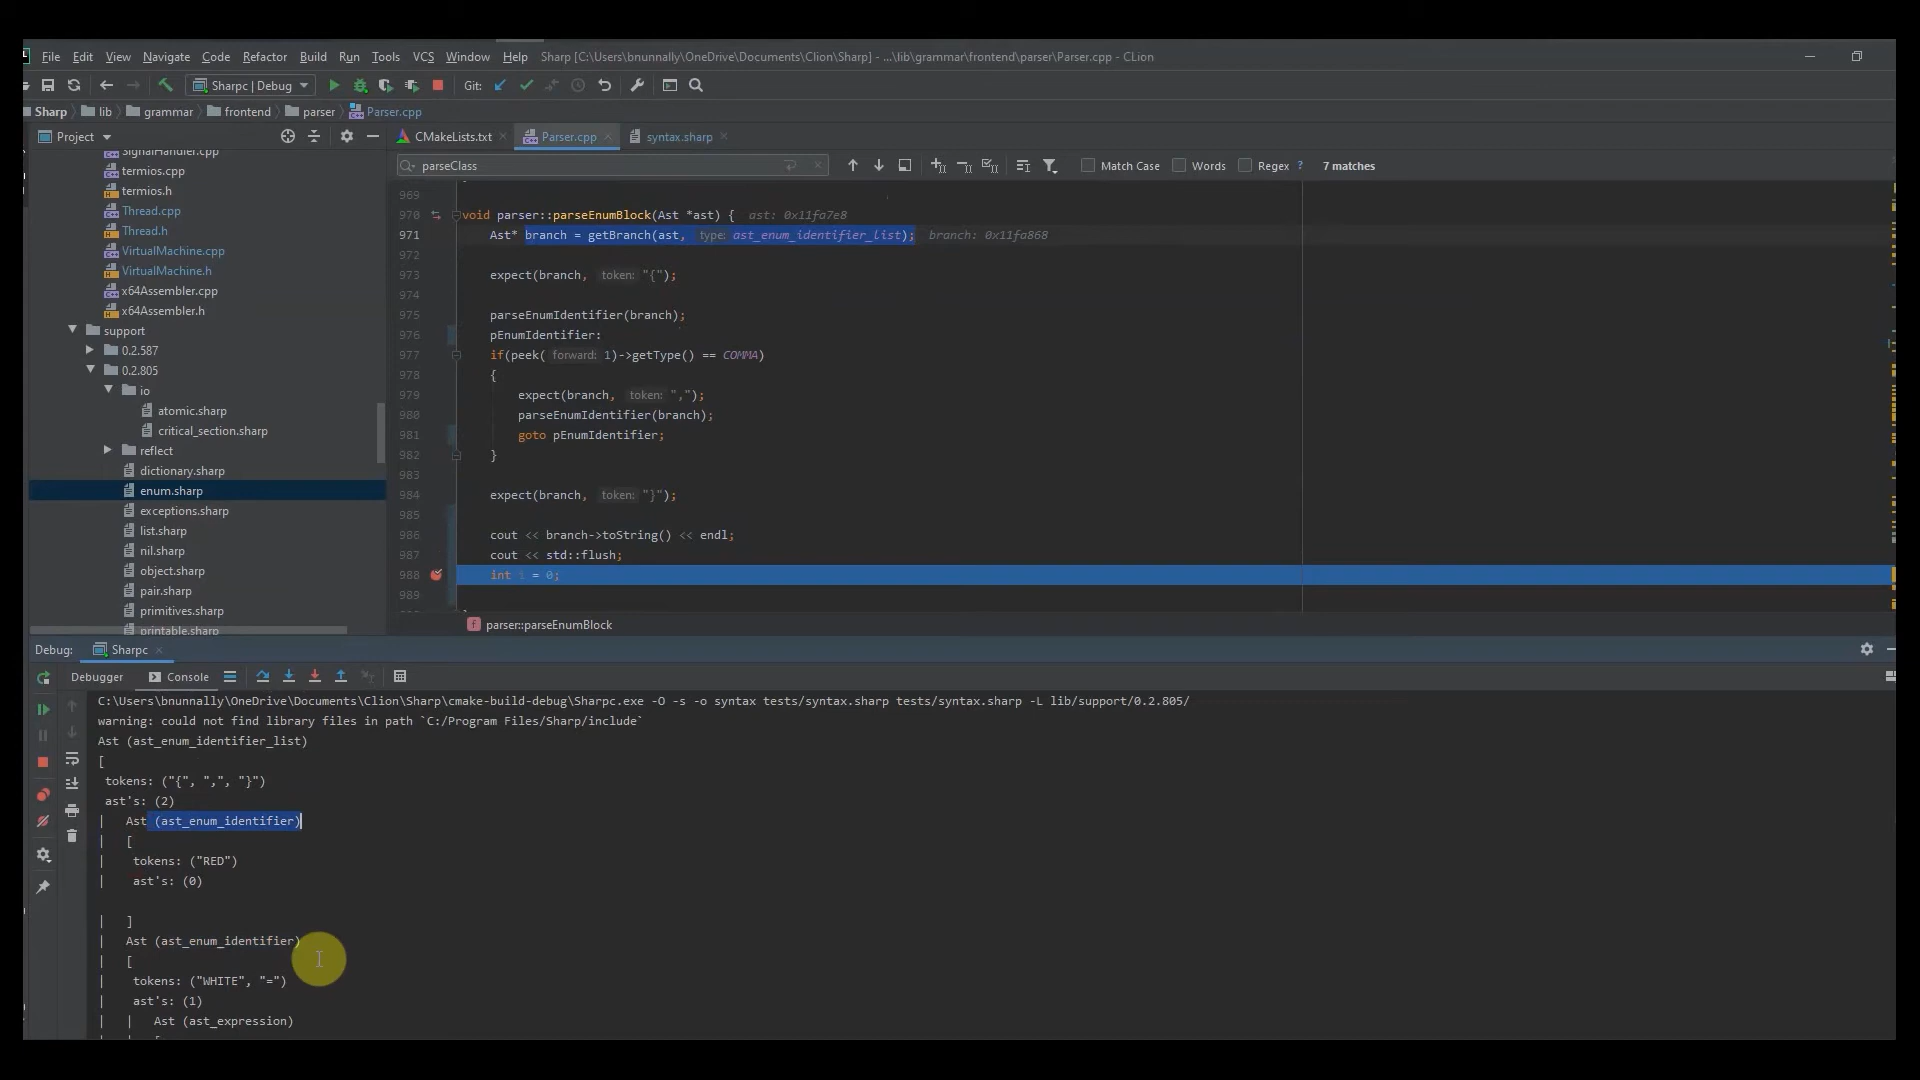 File Edit View Navigate Code Refactor Build Run Tools VCS Window Help Sharp [C:\Users\bnunnally\OneDrive\Documents\Clion\Sharp] - ...\lib\grammar\frontend\parser\Parser.cpp - CLion
Sharpc | Debug Git:
Sharp lib grammar frontend parser Parser.cpp
Project CMakeLists.txt Parser.cpp syntax.sharp
parseClass Match Case Words Regex ? 7 matches
SignalHandler.cpp
termios.cpp
termios.h
Thread.cpp
Thread.h
VirtualMachine.cpp
VirtualMachine.h
x64Assembler.cpp
x64Assembler.h
support
0.2.587
0.2.805
io
atomic.sharp
critical_section.sharp
reflect
dictionary.sharp
enum.sharp
exceptions.sharp
list.sharp
nil.sharp
object.sharp
pair.sharp
primitives.sharp
printable.sharp
969
970 void parser::parseEnumBlock(Ast *ast) { ast: 0x11fa7e8
971 Ast* branch = getBranch(ast, type: ast_enum_identifier_list); branch: 0x11fa868
972
973 expect(branch, token: "{");
974
975 parseEnumIdentifier(branch);
976 pEnumIdentifier:
977 if(peek( forward: 1)->getType() == COMMA)
978 {
979 expect(branch, token: ",");
980 parseEnumIdentifier(branch);
981 goto pEnumIdentifier;
982 }
983
984 expect(branch, token: "}");
985
986 cout << branch->toString() << endl;
987 cout << std::flush;
988 int i = 0;
989
f parser::parseEnumBlock
Debug: Sharpc
Debugger Console
C:\Users\bnunnally\OneDrive\Documents\Clion\Sharp\cmake-build-debug\Sharpc.exe -O -s -o syntax tests/syntax.sharp tests/syntax.sharp -L lib/support/0.2.805/
warning: could not find library files in path `C:/Program Files/Sharp/include`
Ast (ast_enum_identifier_list)
[
tokens: ("{", ",", "}")
ast's: (2)
| Ast (ast_enum_identifier)
| [
| tokens: ("RED")
| ast's: (0)
| ]
| Ast (ast_enum_identifier)
| [
| tokens: ("WHITE", "=")
| ast's: (1)
| | Ast (ast_expression)